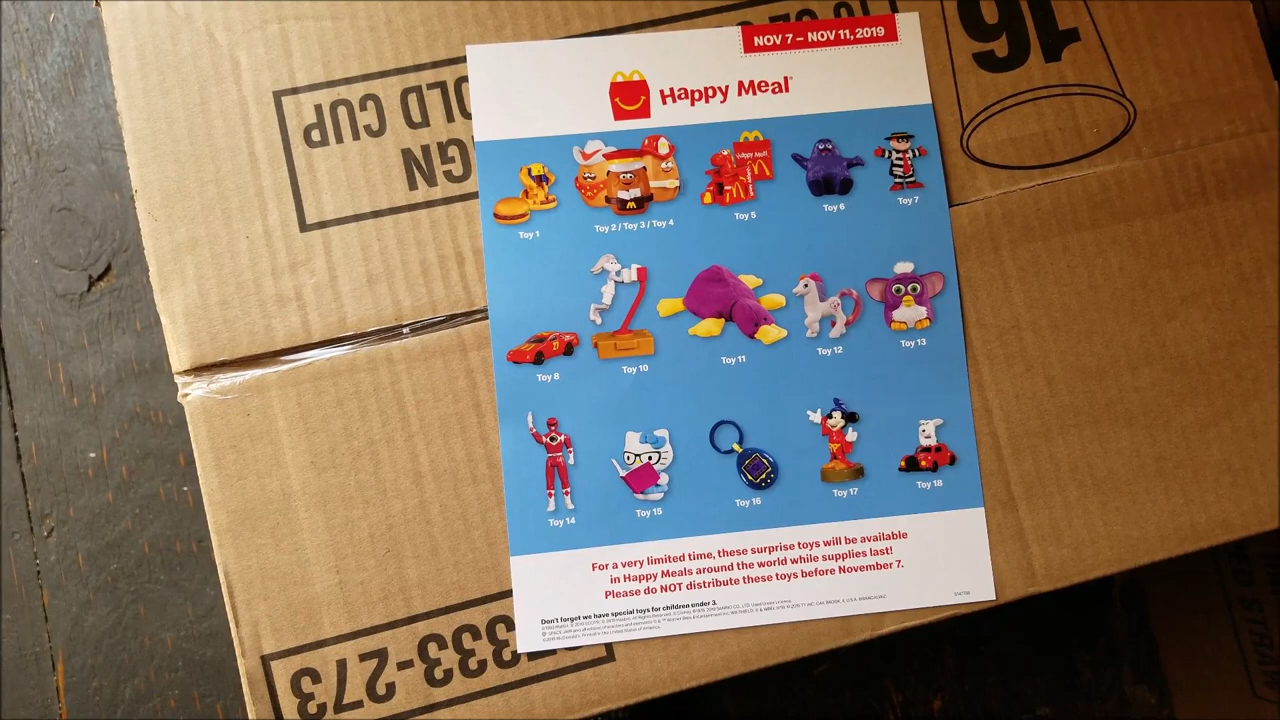 NOV 7 – NOV 11, 2019
Happy Meal®
Happy Meal!
Toy 1
Toy 2 / Toy 3 / Toy 4
Toy 5
Toy 6
Toy 7
Toy 8
Toy 10
Toy 11
Toy 12
Toy 13
Toy 14
Toy 15
Toy 16
Toy 17
Toy 18
For a very limited time, these surprise toys will be available
in Happy Meals around the world while supplies last!
Please do NOT distribute these toys before November 7.
Don't forget we have special toys for children under 3.
16
OLD CUP
GN
333-273